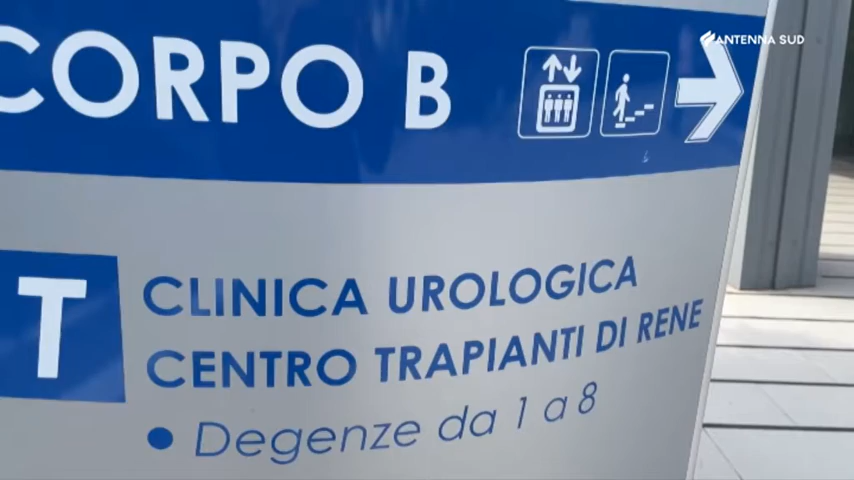 CORPO B
ANTENNA SUD
T
CLINICA UROLOGICA
CENTRO TRAPIANTI DI RENE
• Degenze da 1 a 8